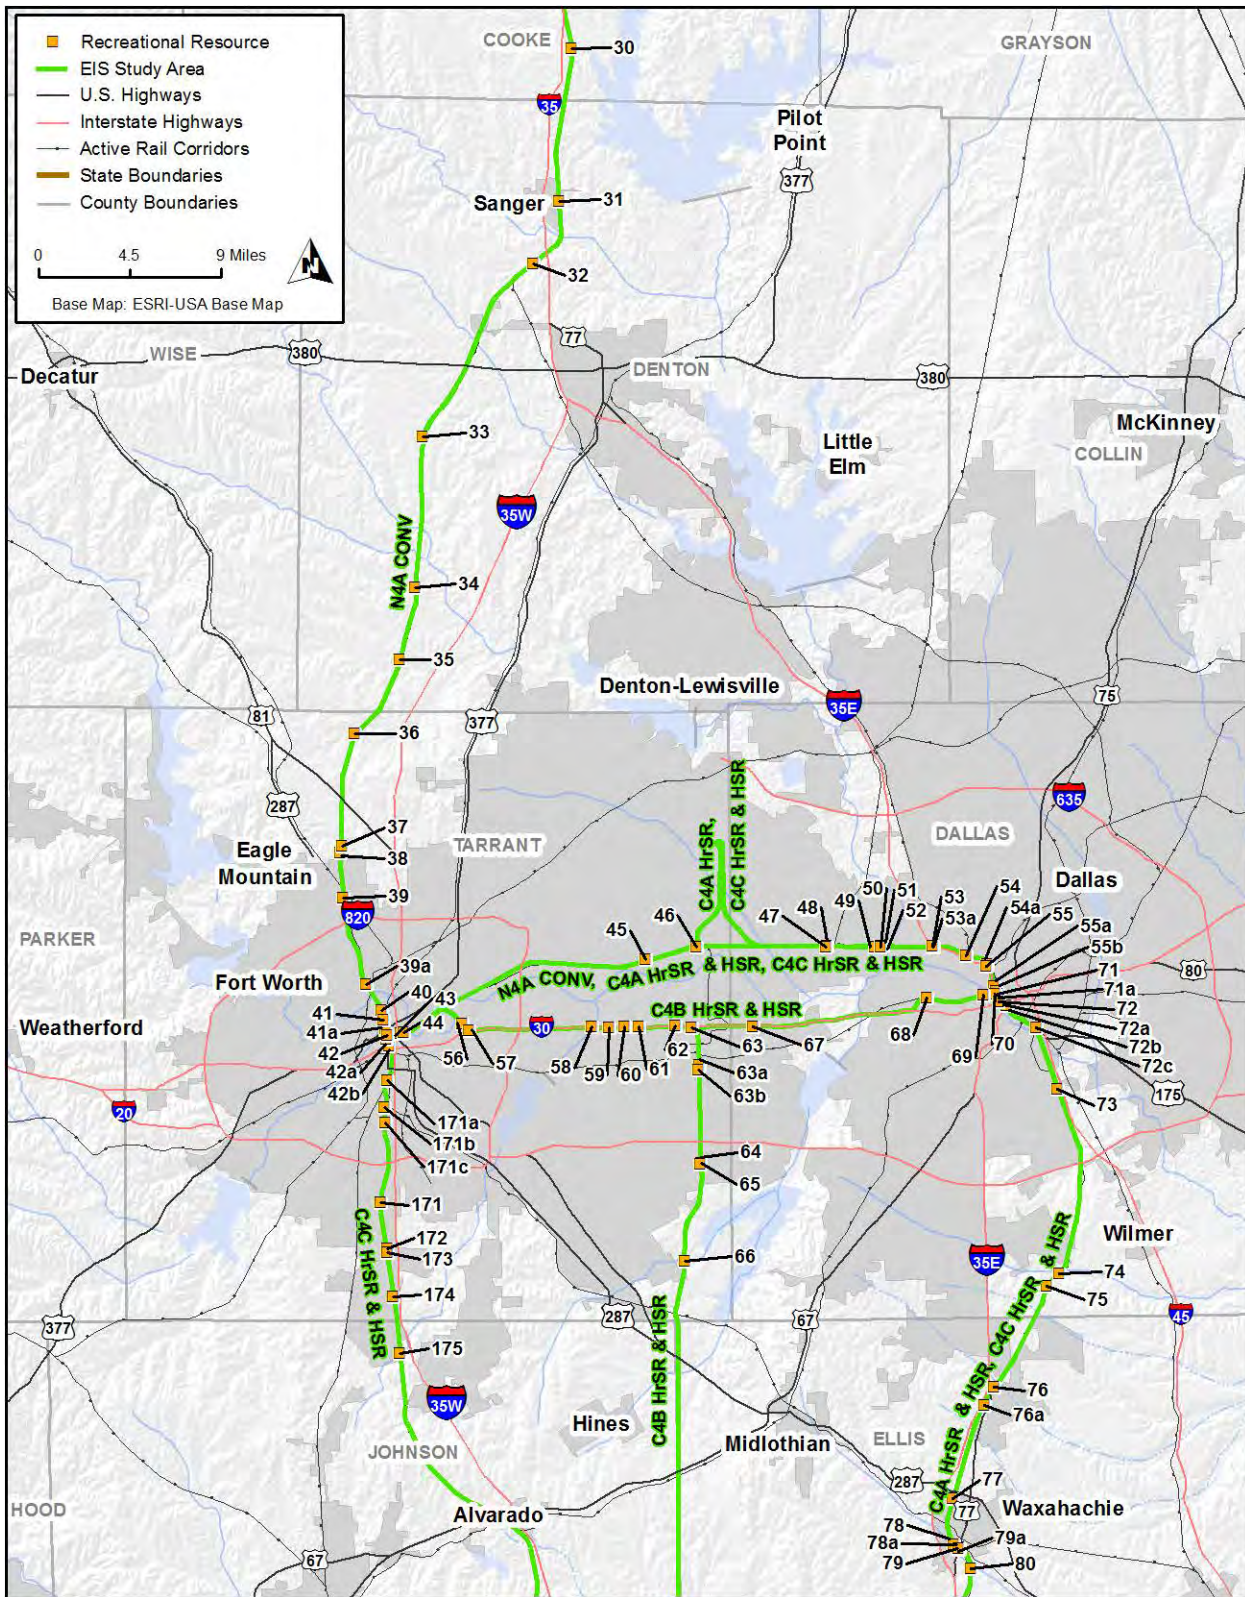 Recreational Resource
EIS Study Area
U.S. Highways
Interstate Highways
Active Rail Corridors
State Boundaries
County Boundaries
0 4.5 9 Miles
N
Base Map: ESRI-USA Base Map
COOKE
30
GRAYSON
35
Pilot
Point
377
Sanger
31
32
77
WISE
380
DENTON
380
Decatur
McKinney
33
Little
Elm
COLLIN
35W
N4A CONV
34
35
Denton-Lewisville
35E
75
81
377
36
287
635
C4A HrSR,
C4C HrSR & HSR
37
TARRANT
DALLAS
Eagle
Mountain
38
39
820
Dallas
50
51
54
46
47
48
49
52
53
53a
54a
55
55a
55b
45
PARKER
N4A CONV, C4A HrSR & HSR, C4C HrSR & HSR
80
39a
Fort Worth
40
43
71
71a
41
44
C4B HrSR & HSR
68
72
Weatherford
41a
30
72a
42
56
57
58
59
60
61
62
63
67
69
70
72b
42a
63a
72c
42b
63b
73
175
20
171a
171b
171c
64
65
171
Wilmer
172
173
66
35E
74
75
C4C HrSR & HSR
174
287
67
45
377
C4B HrSR & HSR
C4A HrSR & HSR, C4C HrSR & HSR
175
76
35W
76a
Hines
Midlothian
ELLIS
JOHNSON
287
77
77
Waxahachie
HOOD
Alvarado
78
79a
78a
79
80
67